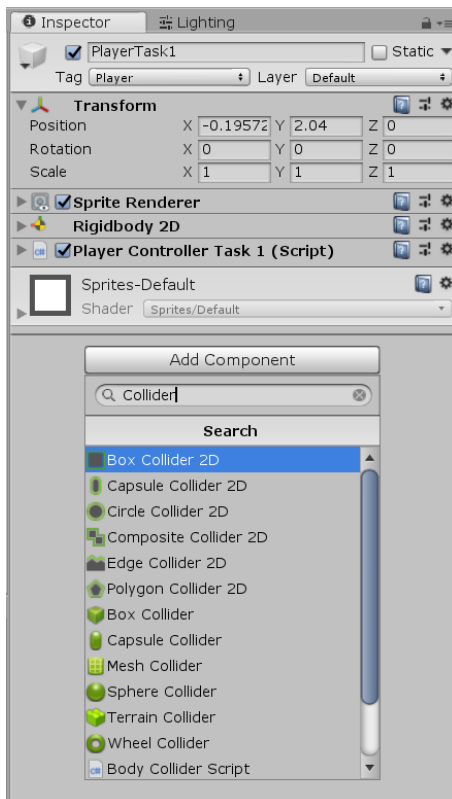 Inspector Lighting
PlayerTask1 Static
Tag Player Layer Default
Transform
Position X -0.19572 Y 2.04 Z 0
Rotation X 0 Y 0 Z 0
Scale X 1 Y 1 Z 1
Sprite Renderer
Rigidbody 2D
Player Controller Task 1 (Script)
Sprites-Default
Shader Sprites/Default
Add Component
Collider
Search
Box Collider 2D
Capsule Collider 2D
Circle Collider 2D
Composite Collider 2D
Edge Collider 2D
Polygon Collider 2D
Box Collider
Capsule Collider
Mesh Collider
Sphere Collider
Terrain Collider
Wheel Collider
Body Collider Script